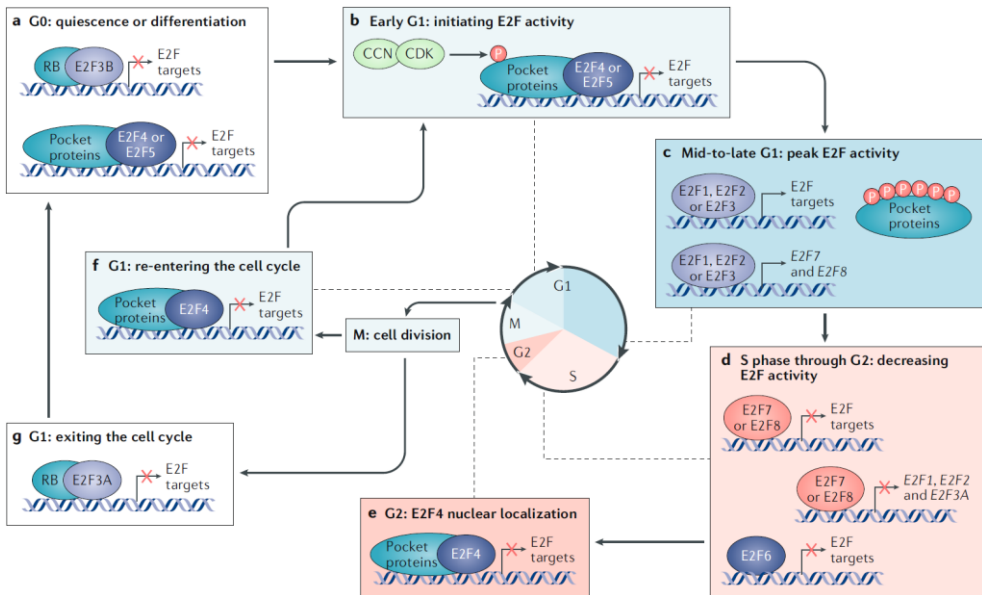 a G0: quiescence or differentiation
RB
E2F3B
E2F
targets
Pocket
proteins
E2F4 or
E2F5
E2F
targets
b Early G1: initiating E2F activity
CCN
CDK
P
Pocket
proteins
E2F4 or
E2F5
E2F
targets
c Mid-to-late G1: peak E2F activity
E2F1, E2F2
or E2F3
E2F
targets
P P P P P P
Pocket
proteins
E2F1, E2F2
or E2F3
E2F7
and E2F8
f G1: re-entering the cell cycle
Pocket
proteins
E2F4
E2F
targets
M: cell division
G1
M
G2
S
d S phase through G2: decreasing
E2F activity
E2F7
or E2F8
E2F
targets
E2F7
or E2F8
E2F1, E2F2
and E2F3A
E2F6
E2F
targets
g G1: exiting the cell cycle
RB
E2F3A
E2F
targets
e G2: E2F4 nuclear localization
Pocket
proteins
E2F4
E2F
targets